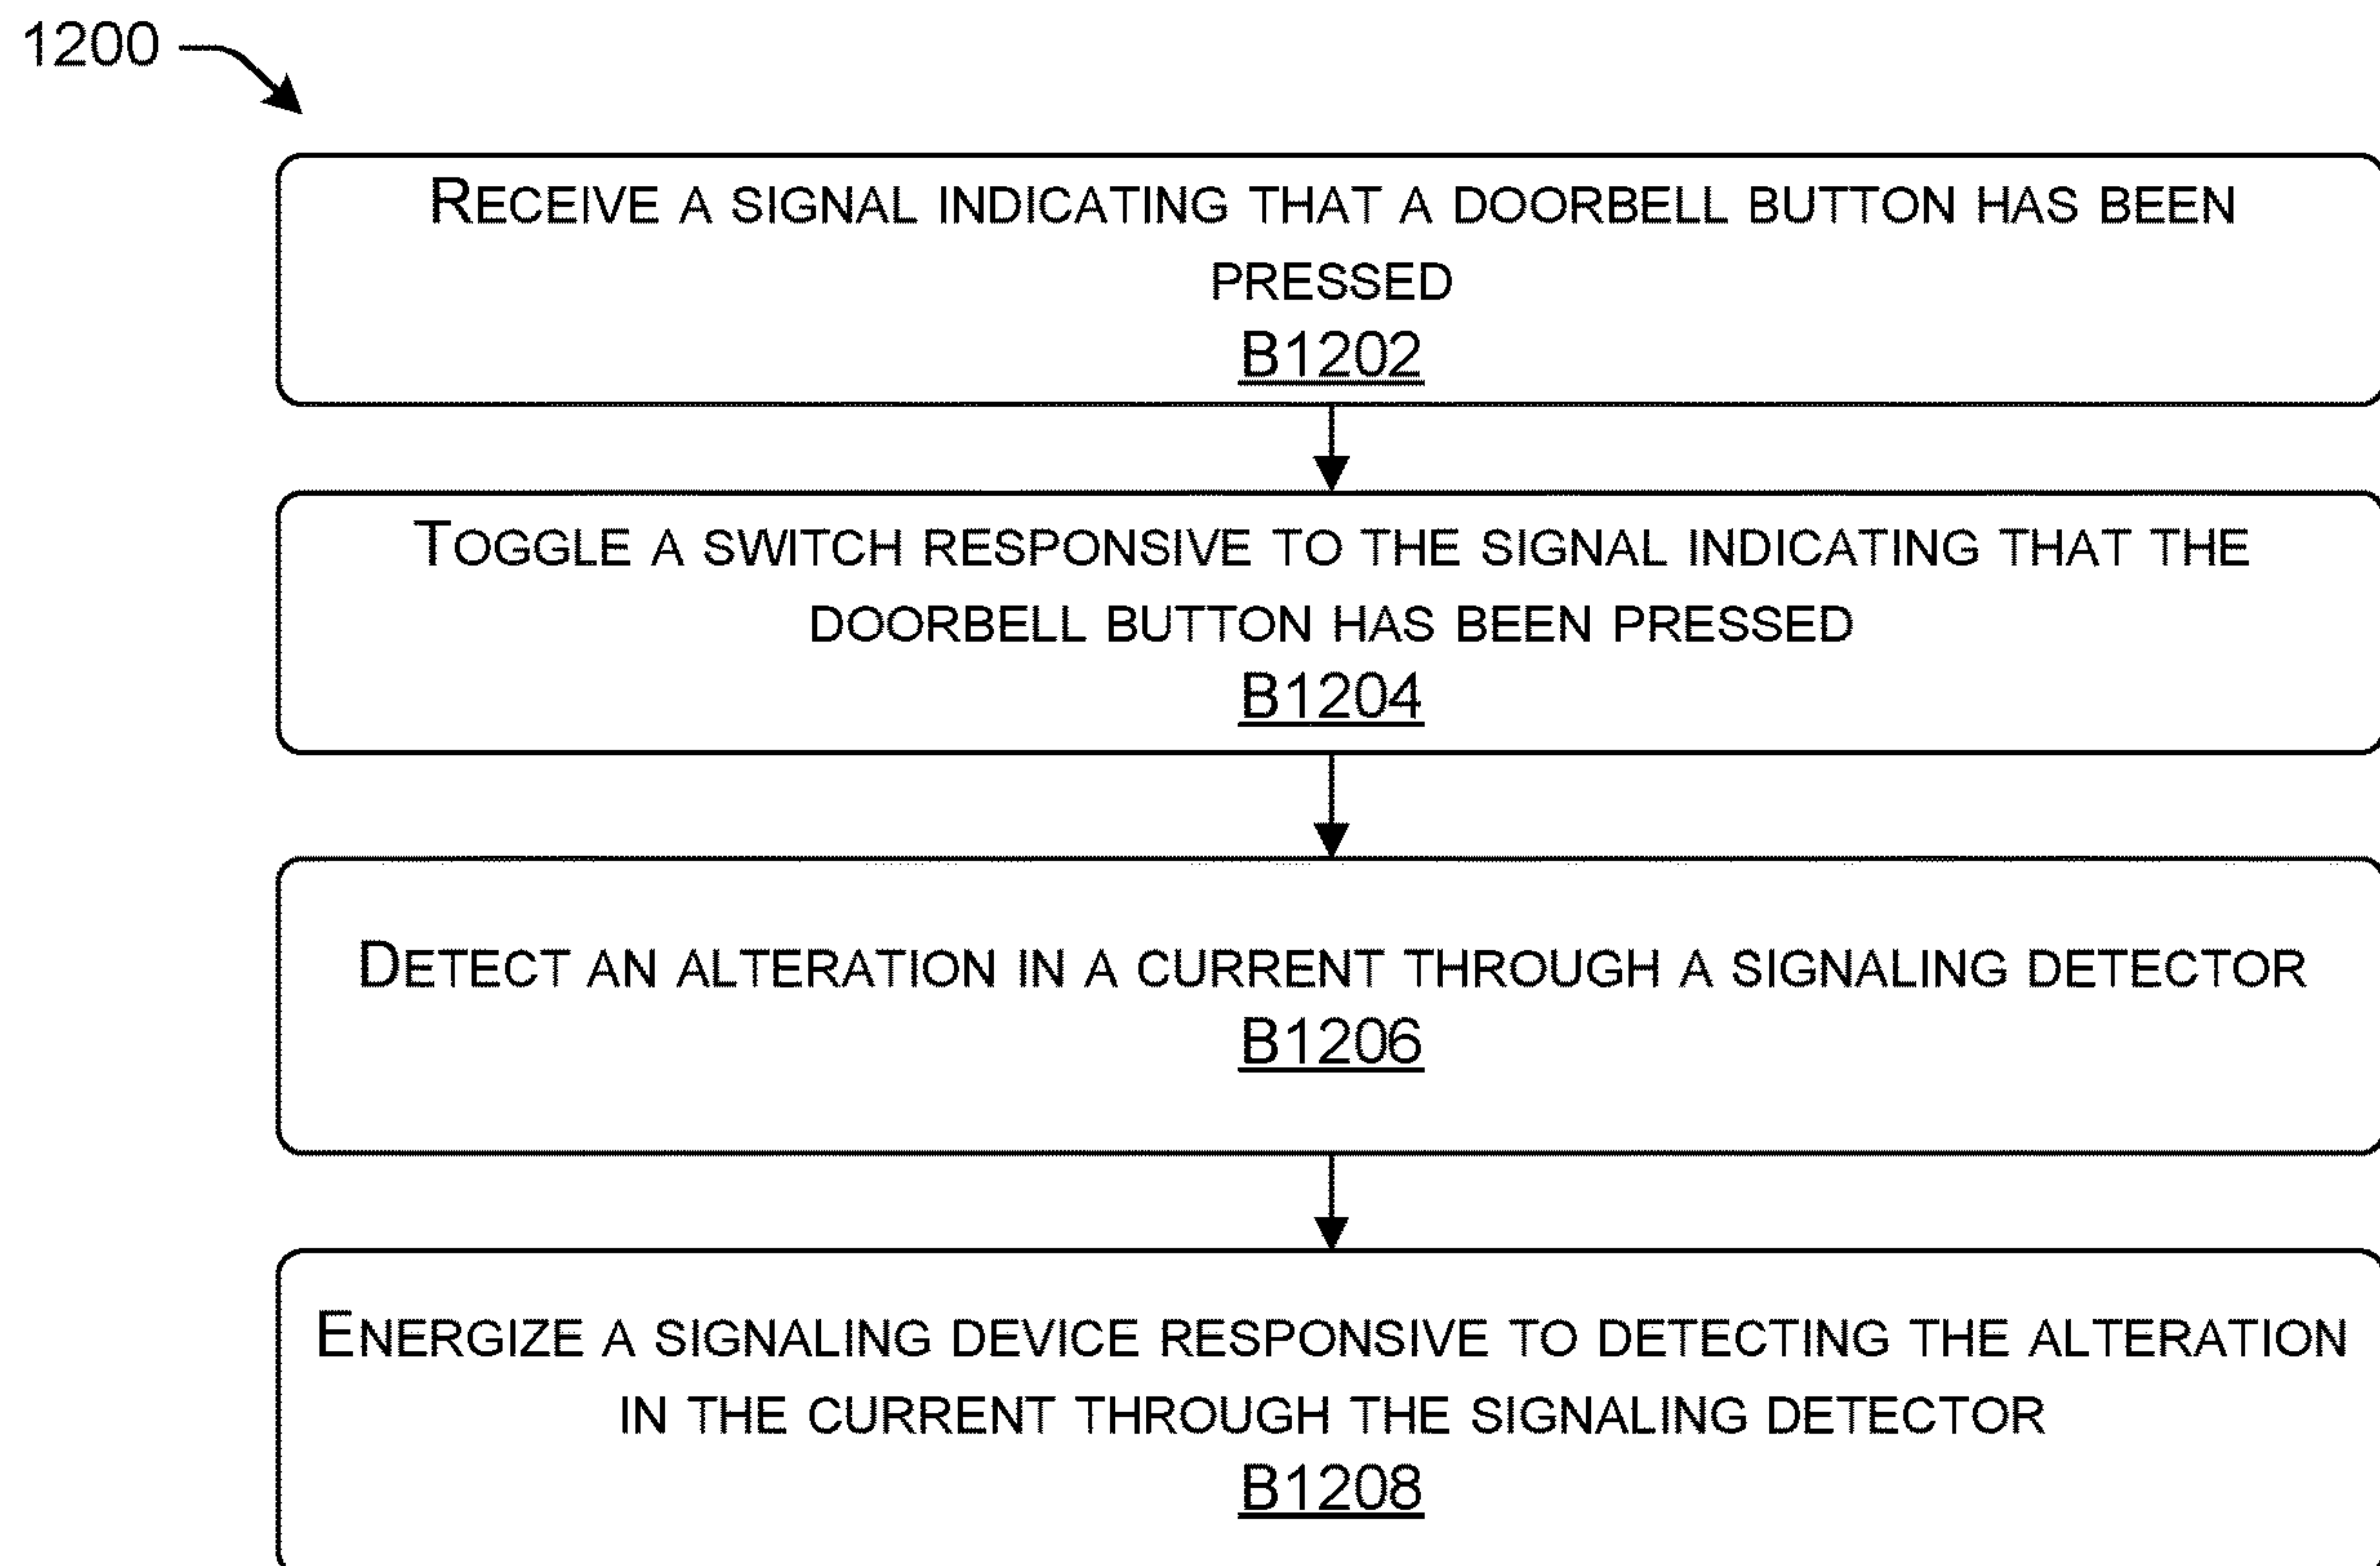 1200
RECEIVE A SIGNAL INDICATING THAT A DOORBELL BUTTON HAS BEEN
PRESSED
B1202
TOGGLE A SWITCH RESPONSIVE TO THE SIGNAL INDICATING THAT THE
DOORBELL BUTTON HAS BEEN PRESSED
B1204
DETECT AN ALTERATION IN A CURRENT THROUGH A SIGNALING DETECTOR
B1206
ENERGIZE A SIGNALING DEVICE RESPONSIVE TO DETECTING THE ALTERATION
IN THE CURRENT THROUGH THE SIGNALING DETECTOR
B1208